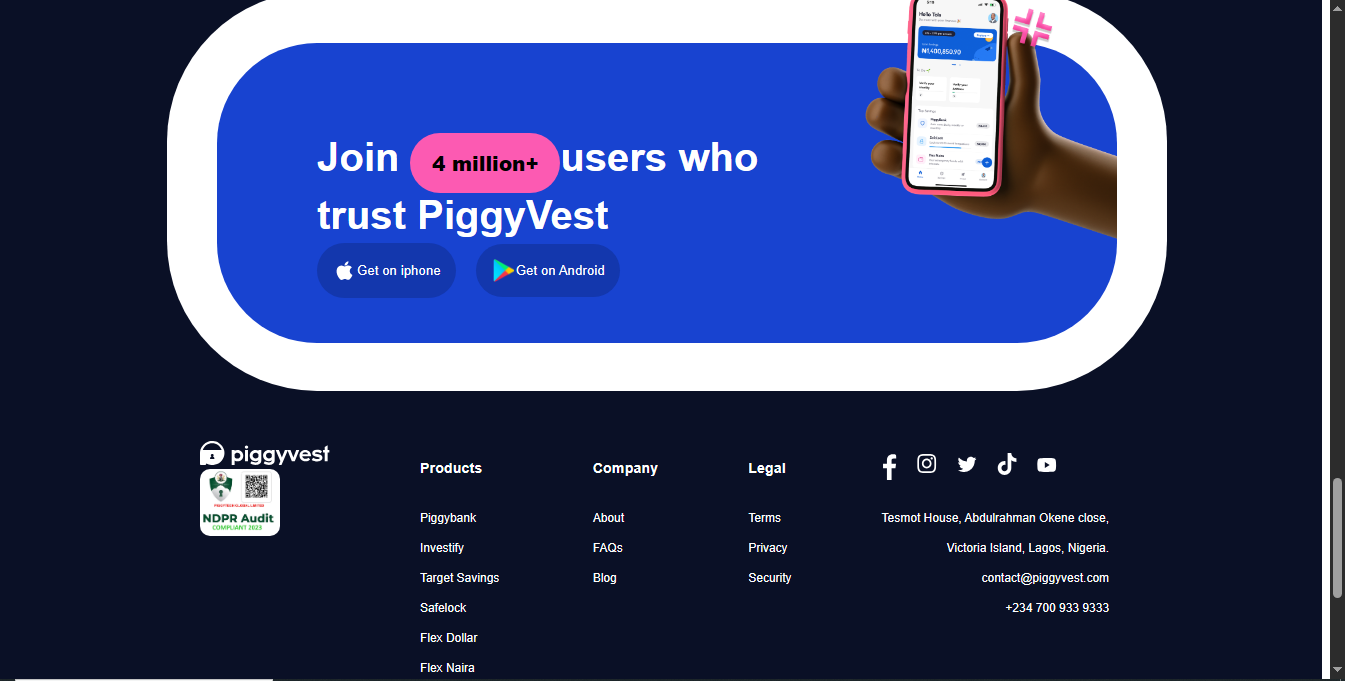 Hello Tola
₦1,400,850.90
Join 4 million+ users who
trust PiggyVest
Get on iphone
Get on Android
piggyvest
NDPR Audit
COMPLIANT 2023
Products
Piggybank
Investify
Target Savings
Safelock
Flex Dollar
Flex Naira
Company
About
FAQs
Blog
Legal
Terms
Privacy
Security
Tesmot House, Abdulrahman Okene close,
Victoria Island, Lagos, Nigeria.
contact@piggyvest.com
+234 700 933 9333